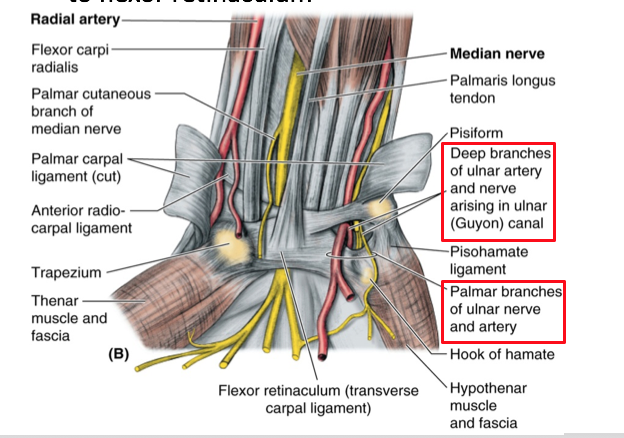 to flexor retinaculum
Radial artery
Flexor carpi
radialis
Palmar cutaneous
branch of
median nerve
Palmar carpal
ligament (cut)
Anterior radio-
carpal ligament
Trapezium
Thenar
muscle and
fascia
(B)
Flexor retinaculum (transverse
carpal ligament)
Median nerve
Palmaris longus
tendon
Pisiform
Deep branches
of ulnar artery
and nerve
arising in ulnar
(Guyon) canal
Pisohamate
ligament
Palmar branches
of ulnar nerve
and artery
Hook of hamate
Hypothenar
muscle
and fascia